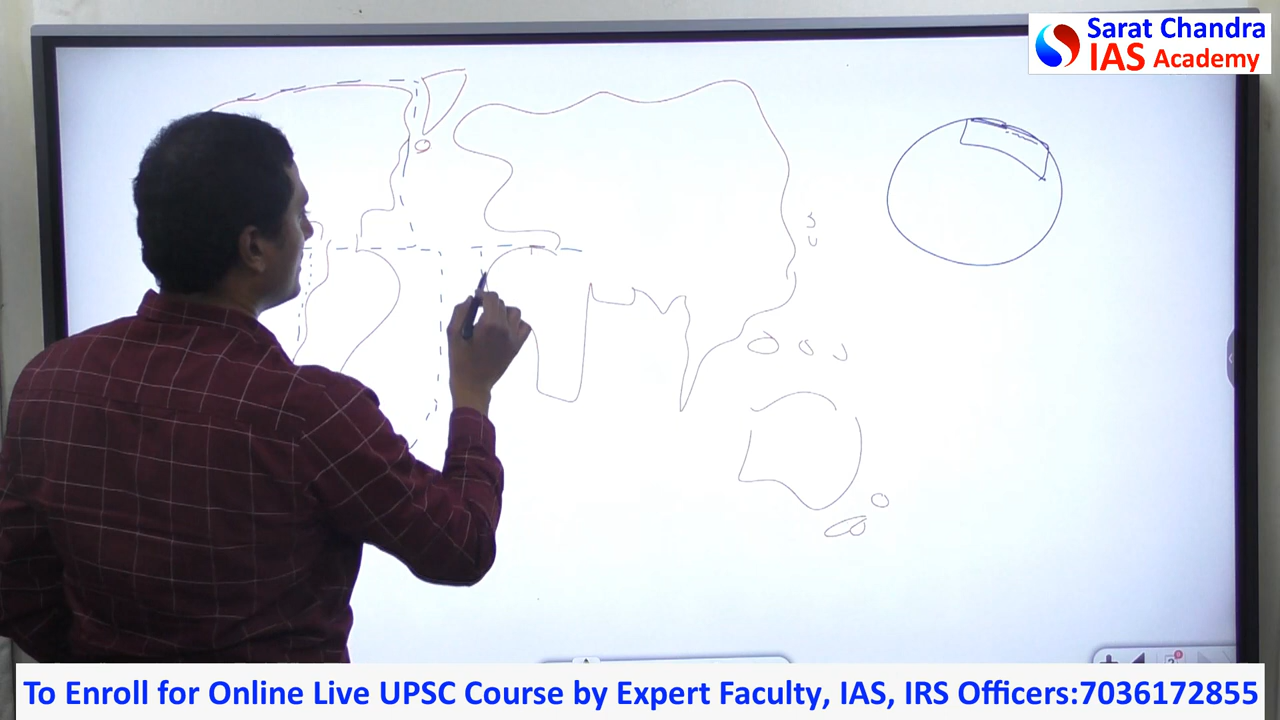 Sarat Chandra
IAS Academy
To Enroll for Online Live UPSC Course by Expert Faculty, IAS, IRS Officers:7036172855